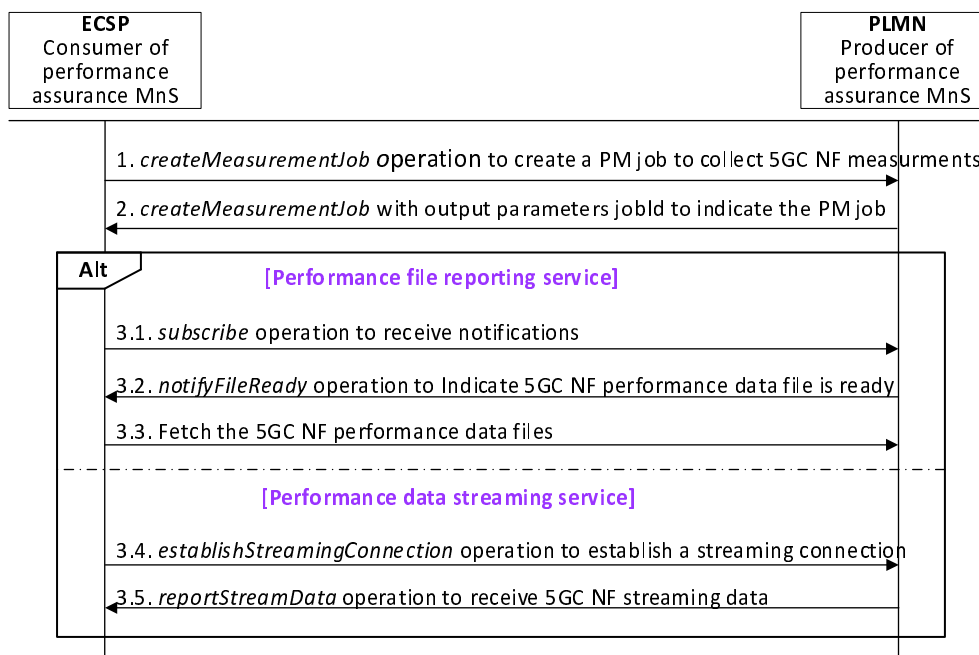 ECSP
Consumer of
performance
assurance MnS
PLMN
Producer of
performance
assurance MnS
1. createMeasurementJob operation to create a PM job to collect 5GC NF measurments
2. createMeasurementJob with output parameters jobId to indicate the PM job
Alt
[Performance file reporting service]
3.1. subscribe operation to receive notifications
3.2. notifyFileReady operation to Indicate 5GC NF performance data file is ready
3.3. Fetch the 5GC NF performance data files
[Performance data streaming service]
3.4. establishStreamingConnection operation to establish a streaming connection
3.5. reportStreamData operation to receive 5GC NF streaming data